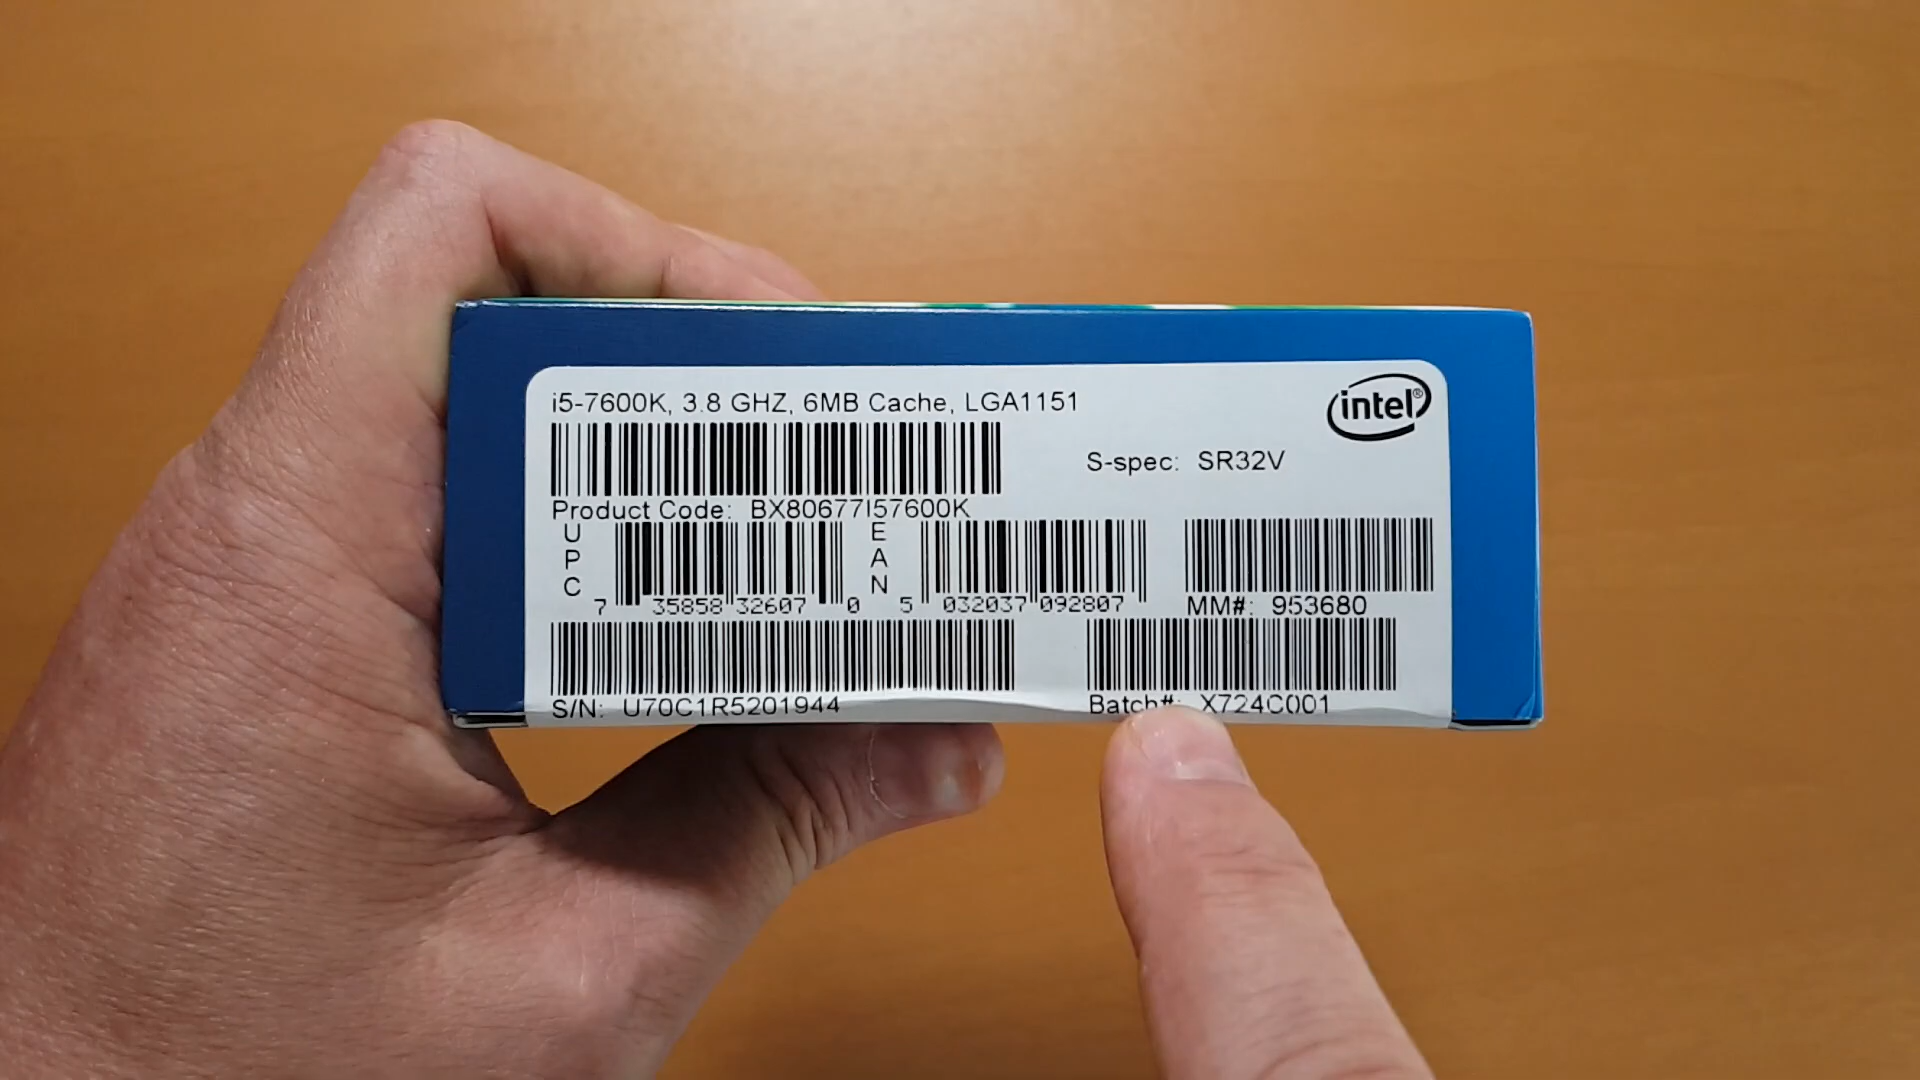 i5-7600K, 3.8 GHZ, 6MB Cache, LGA1151
intel®
S-spec: SR32V
Product Code: BX80677I57600K
UPC
7 35858 32607 0
EAN
5 032037 092807
MM#: 953680
S/N: U70C1R5201944
Batch#: X724C001